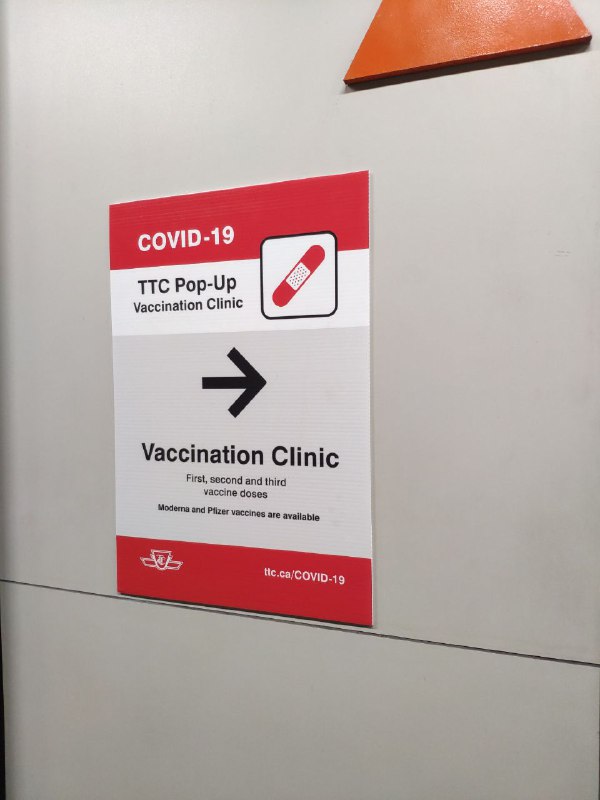 COVID-19
TTC Pop-Up
Vaccination Clinic
Vaccination Clinic
First, second and third
vaccine doses
Moderna and Pfizer vaccines are available
ttc.ca/COVID-19